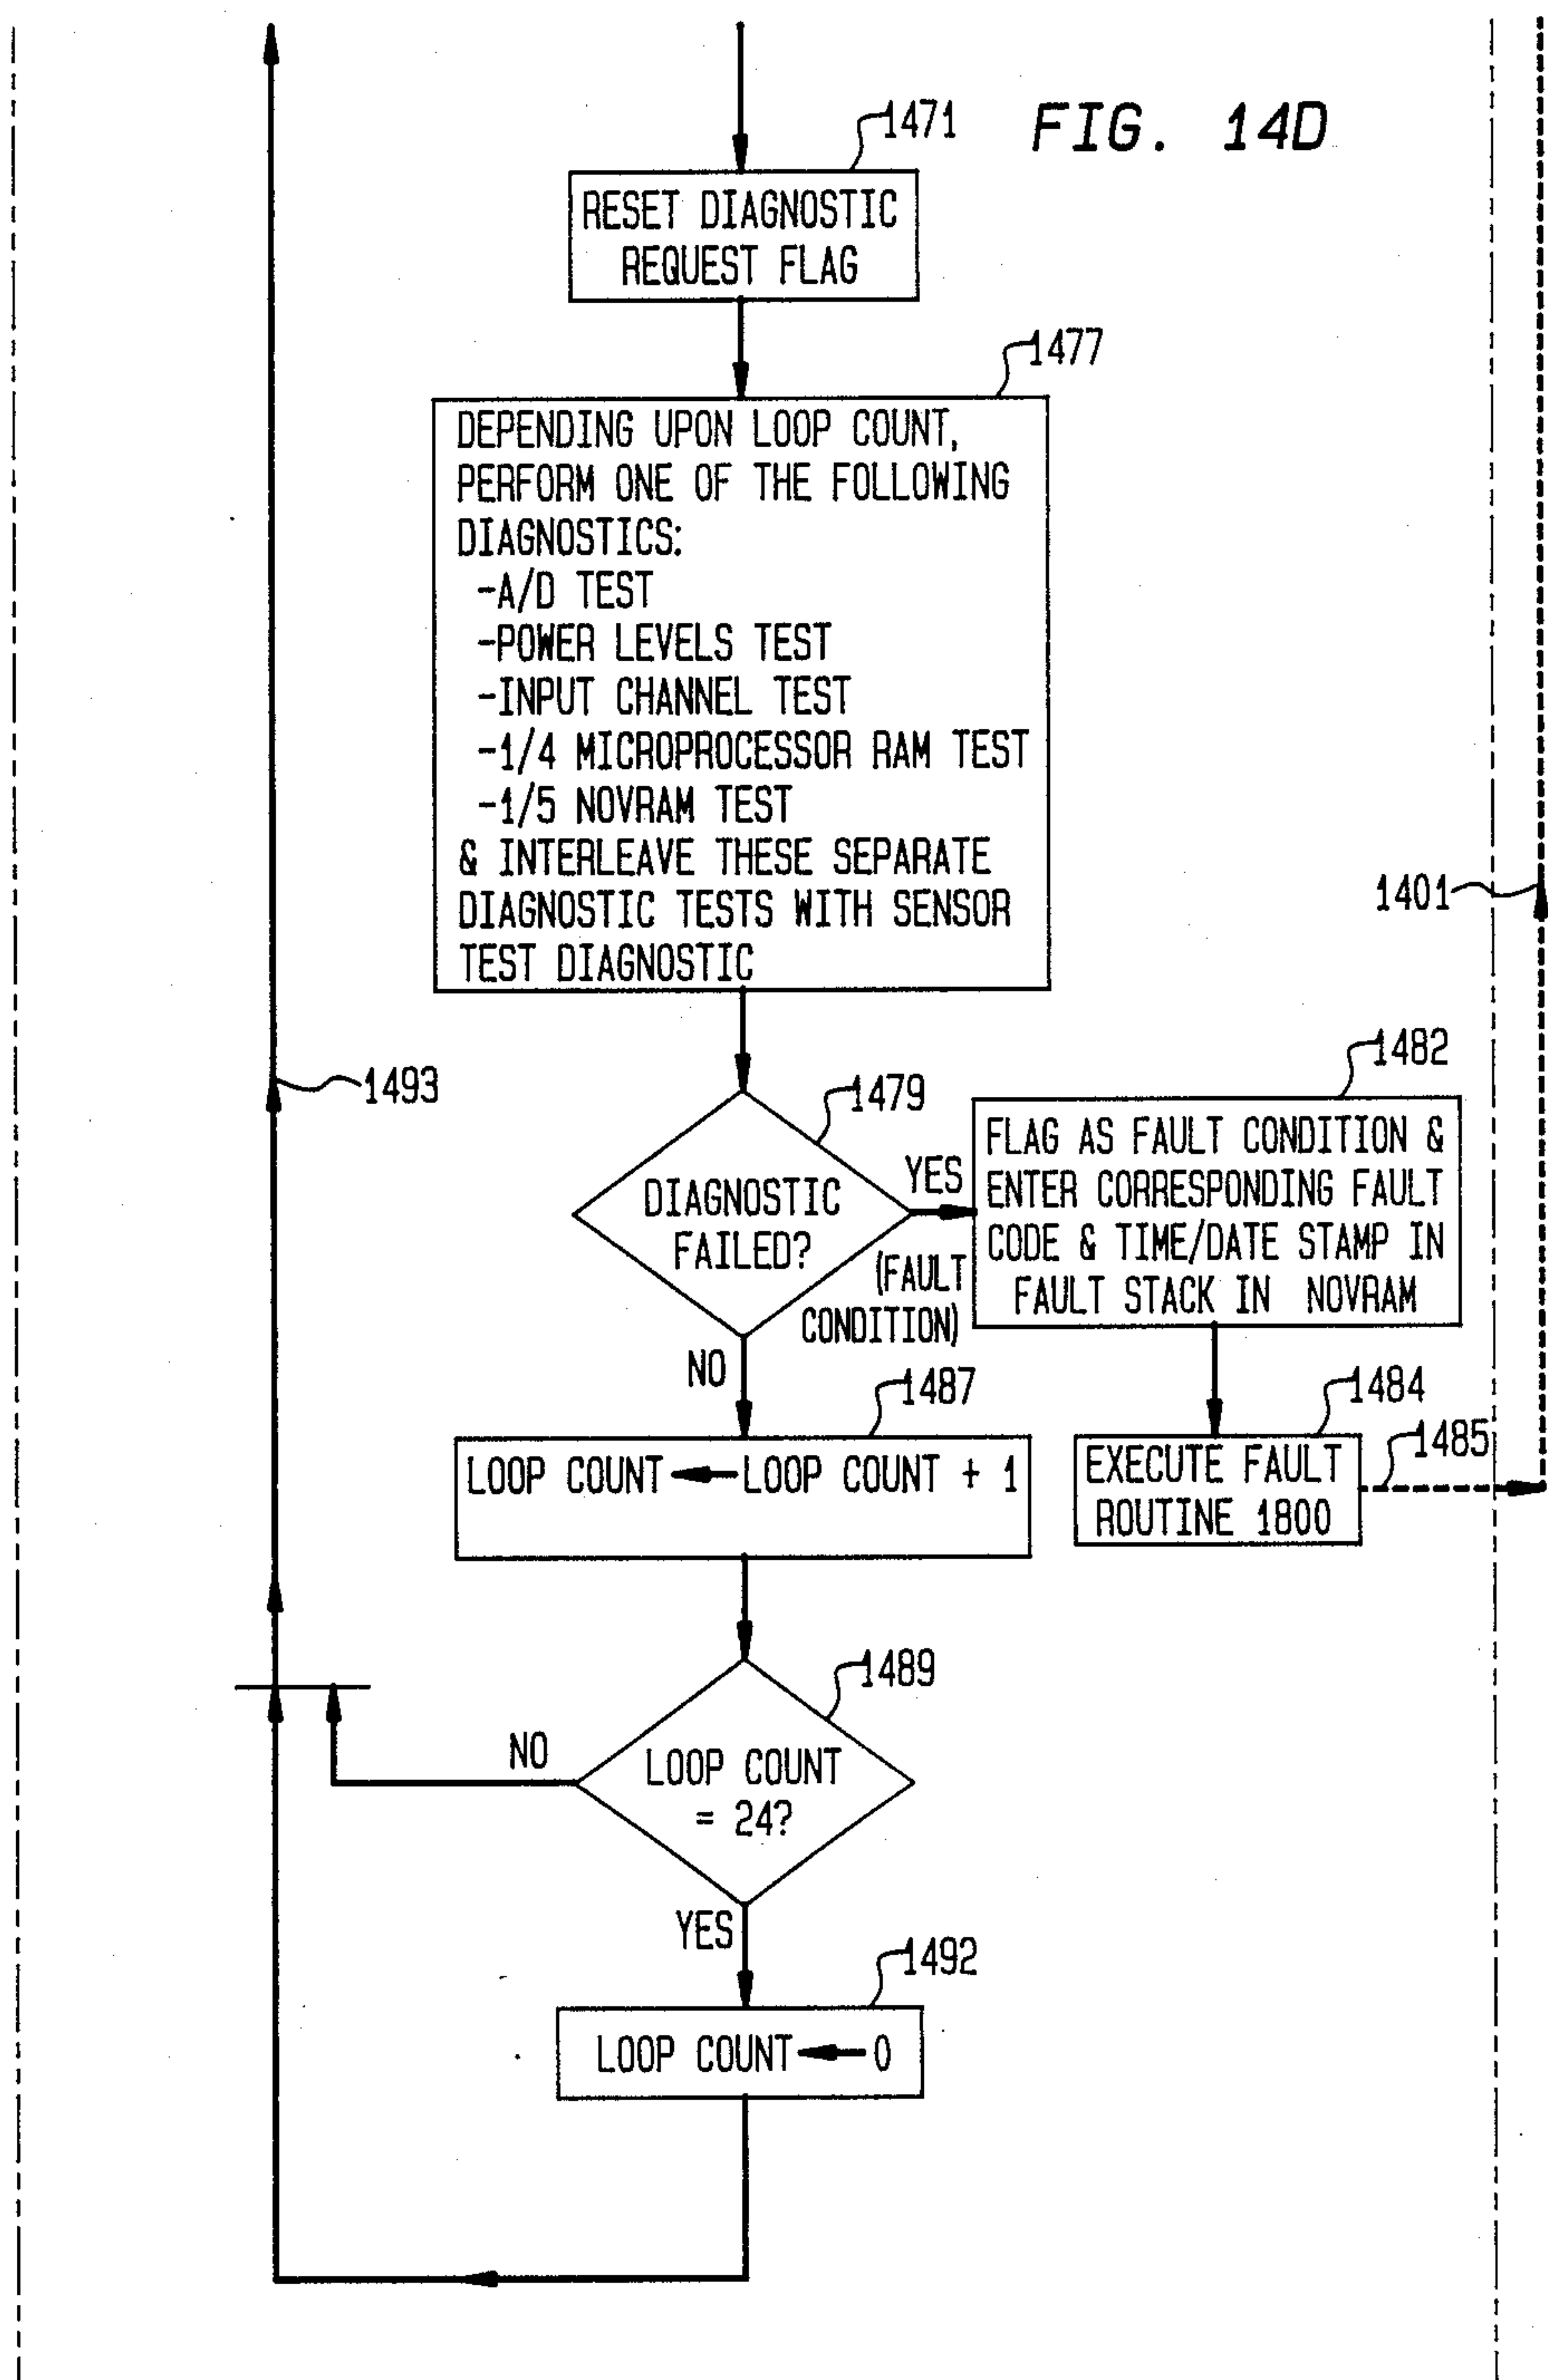 FIG. 14D
1471
RESET DIAGNOSTIC
REQUEST FLAG
1477
DEPENDING UPON LOOP COUNT,
PERFORM ONE OF THE FOLLOWING
DIAGNOSTICS:
-A/D TEST
-POWER LEVELS TEST
-INPUT CHANNEL TEST
-1/4 MICROPROCESSOR RAM TEST
-1/5 NOVRAM TEST
& INTERLEAVE THESE SEPARATE
DIAGNOSTIC TESTS WITH SENSOR
TEST DIAGNOSTIC
1401
1493
1479
DIAGNOSTIC
FAILED?
YES
(FAULT
CONDITION)
1482
FLAG AS FAULT CONDITION &
ENTER CORRESPONDING FAULT
CODE & TIME/DATE STAMP IN
FAULT STACK IN NOVRAM
NO
1487
LOOP COUNT ← LOOP COUNT + 1
1484
EXECUTE FAULT
ROUTINE 1800
1485
1489
LOOP COUNT
= 24?
NO
YES
1492
LOOP COUNT ← 0